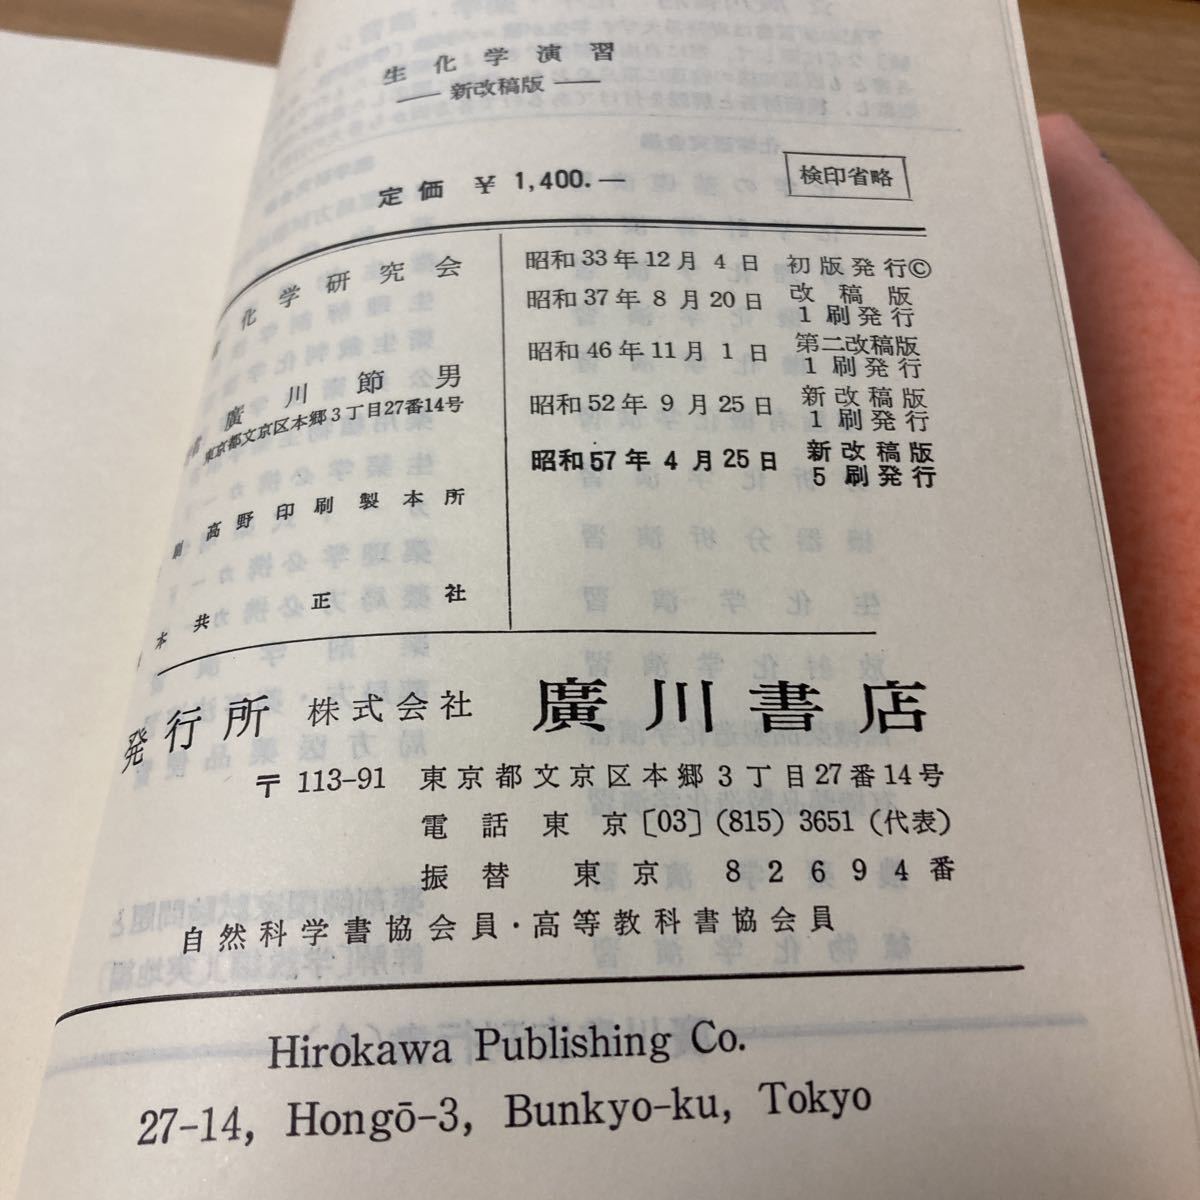 生化学演習
― 新改稿版 ―
定価 ¥ 1,400.—
検印省略
化学研究会
廣川節男
東京都文京区本郷3丁目27番14号
高野印刷製本所
共正社
昭和33年12月4日 初版発行©
昭和37年8月20日 改稿版1刷発行
昭和46年11月1日 第二改稿版1刷発行
昭和52年9月25日 新改稿版1刷発行
昭和57年4月25日 新改稿版5刷発行
発行所 株式会社 廣川書店
〒113-91 東京都文京区本郷3丁目27番14号
電話東京〔03〕(815)3651(代表)
振替 東京 82694番
自然科学書協会員・高等教科書協会員
Hirokawa Publishing Co.
27-14, Hongō-3, Bunkyo-ku, Tokyo